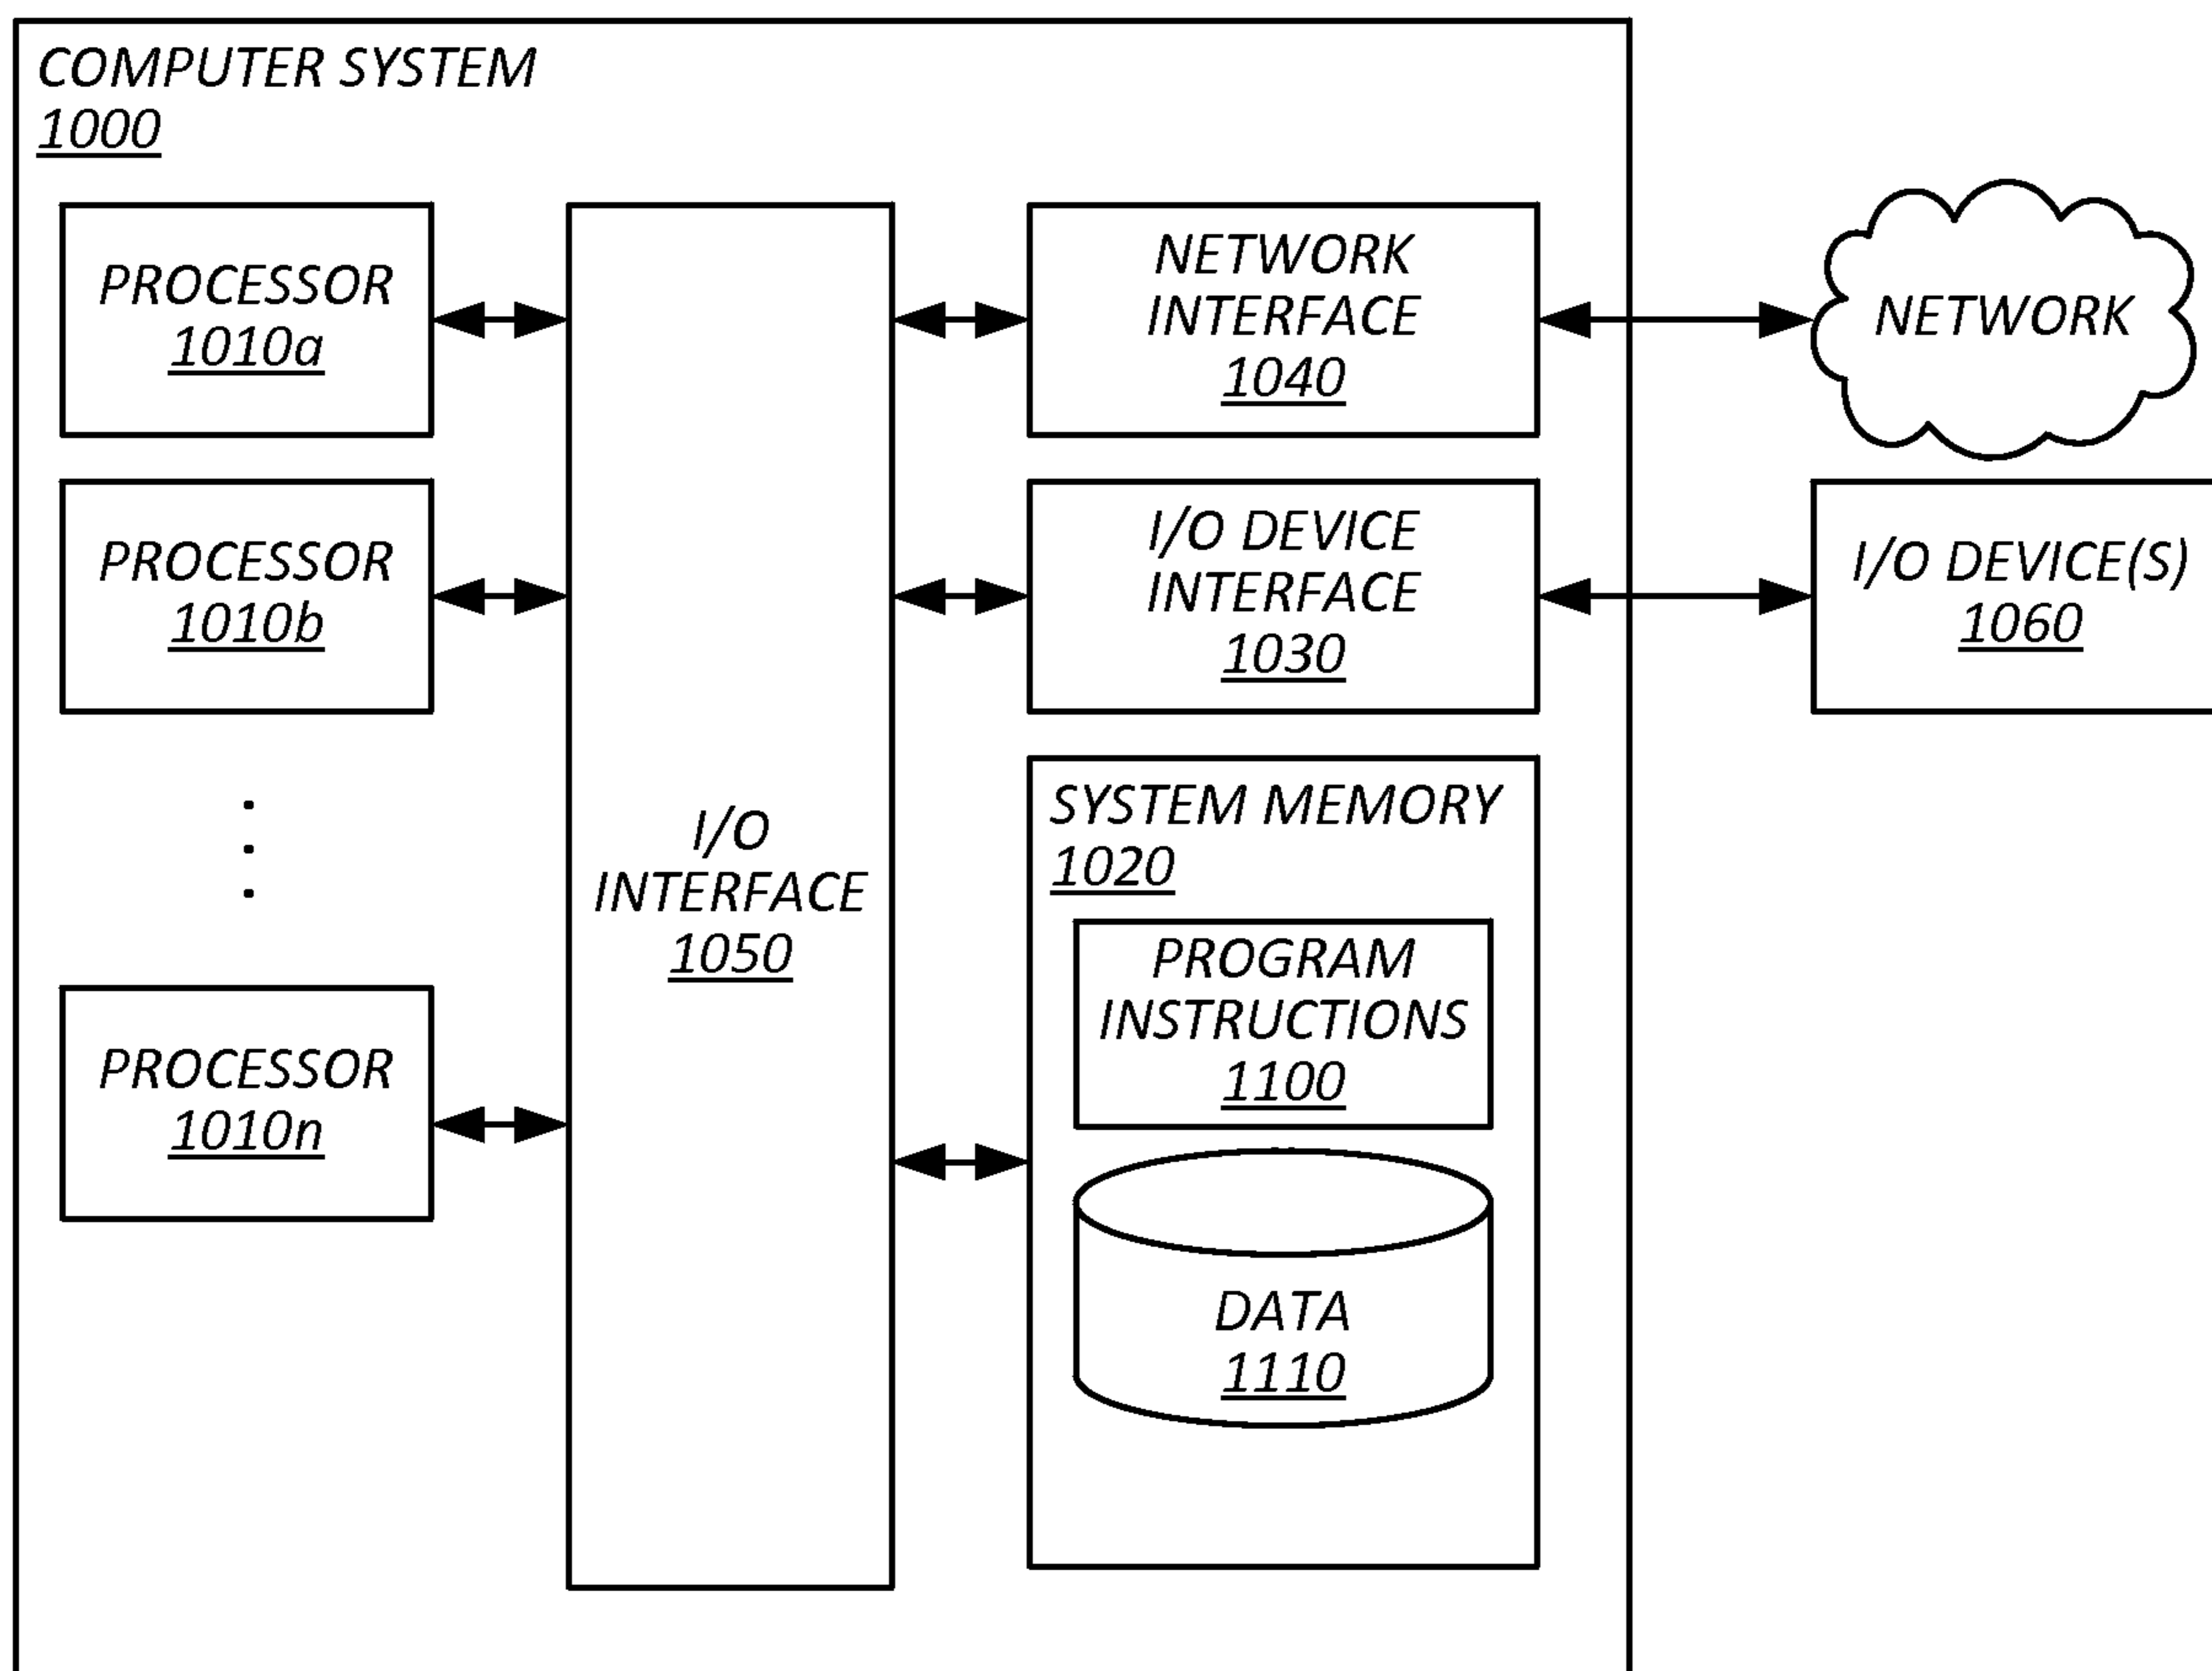 COMPUTER SYSTEM
1000
PROCESSOR
1010a
PROCESSOR
1010b
PROCESSOR
1010n
I/O
INTERFACE
1050
NETWORK
INTERFACE
1040
I/O DEVICE
INTERFACE
1030
SYSTEM MEMORY
1020
PROGRAM
INSTRUCTIONS
1100
DATA
1110
NETWORK
I/O DEVICE(S)
1060